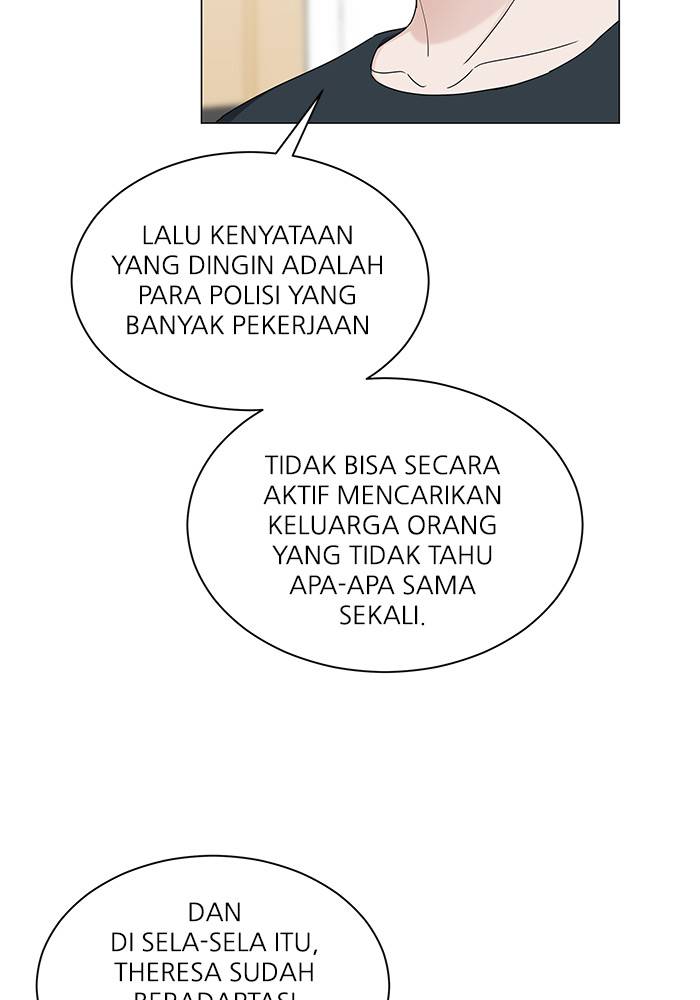 LALU KENYATAAN
YANG DINGIN ADALAH
PARA POLISI YANG
BANYAK PEKERJAAN
TIDAK BISA SECARA
AKTIF MENCARIKAN
KELUARGA ORANG
YANG TIDAK TAHU
APA-APA SAMA
SEKALI.
DAN
DI SELA-SELA ITU,
THERESA SUDAH
BERADAPTASI